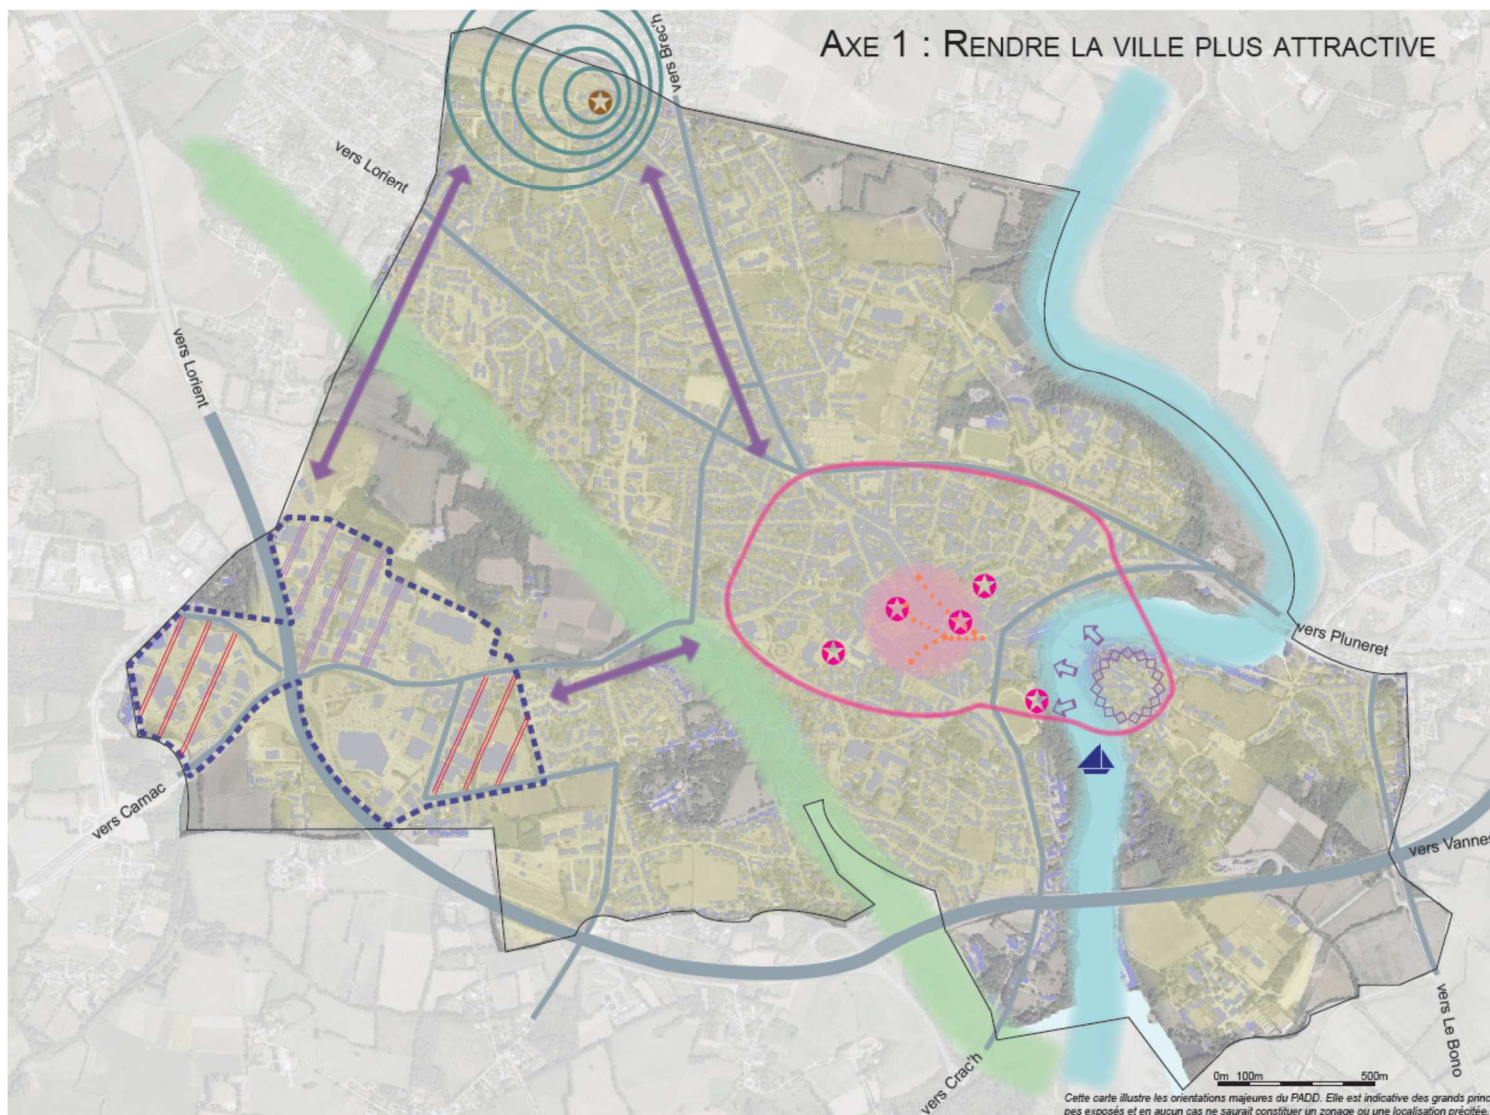 AXE 1 : RENDRE LA VILLE PLUS ATTRACTIVE
vers Brec'h
vers Lorient
vers Lorient
vers Pluneret
vers Carnac
vers Vannes
vers Le Bono
vers Crac'h
0m 100m 500m
Cette carte illustre les orientations majeures du PADD. Elle est indicative des grands princ
pes exposés et en aucun cas ne saurait constituer un zonage ou une localisation précitée